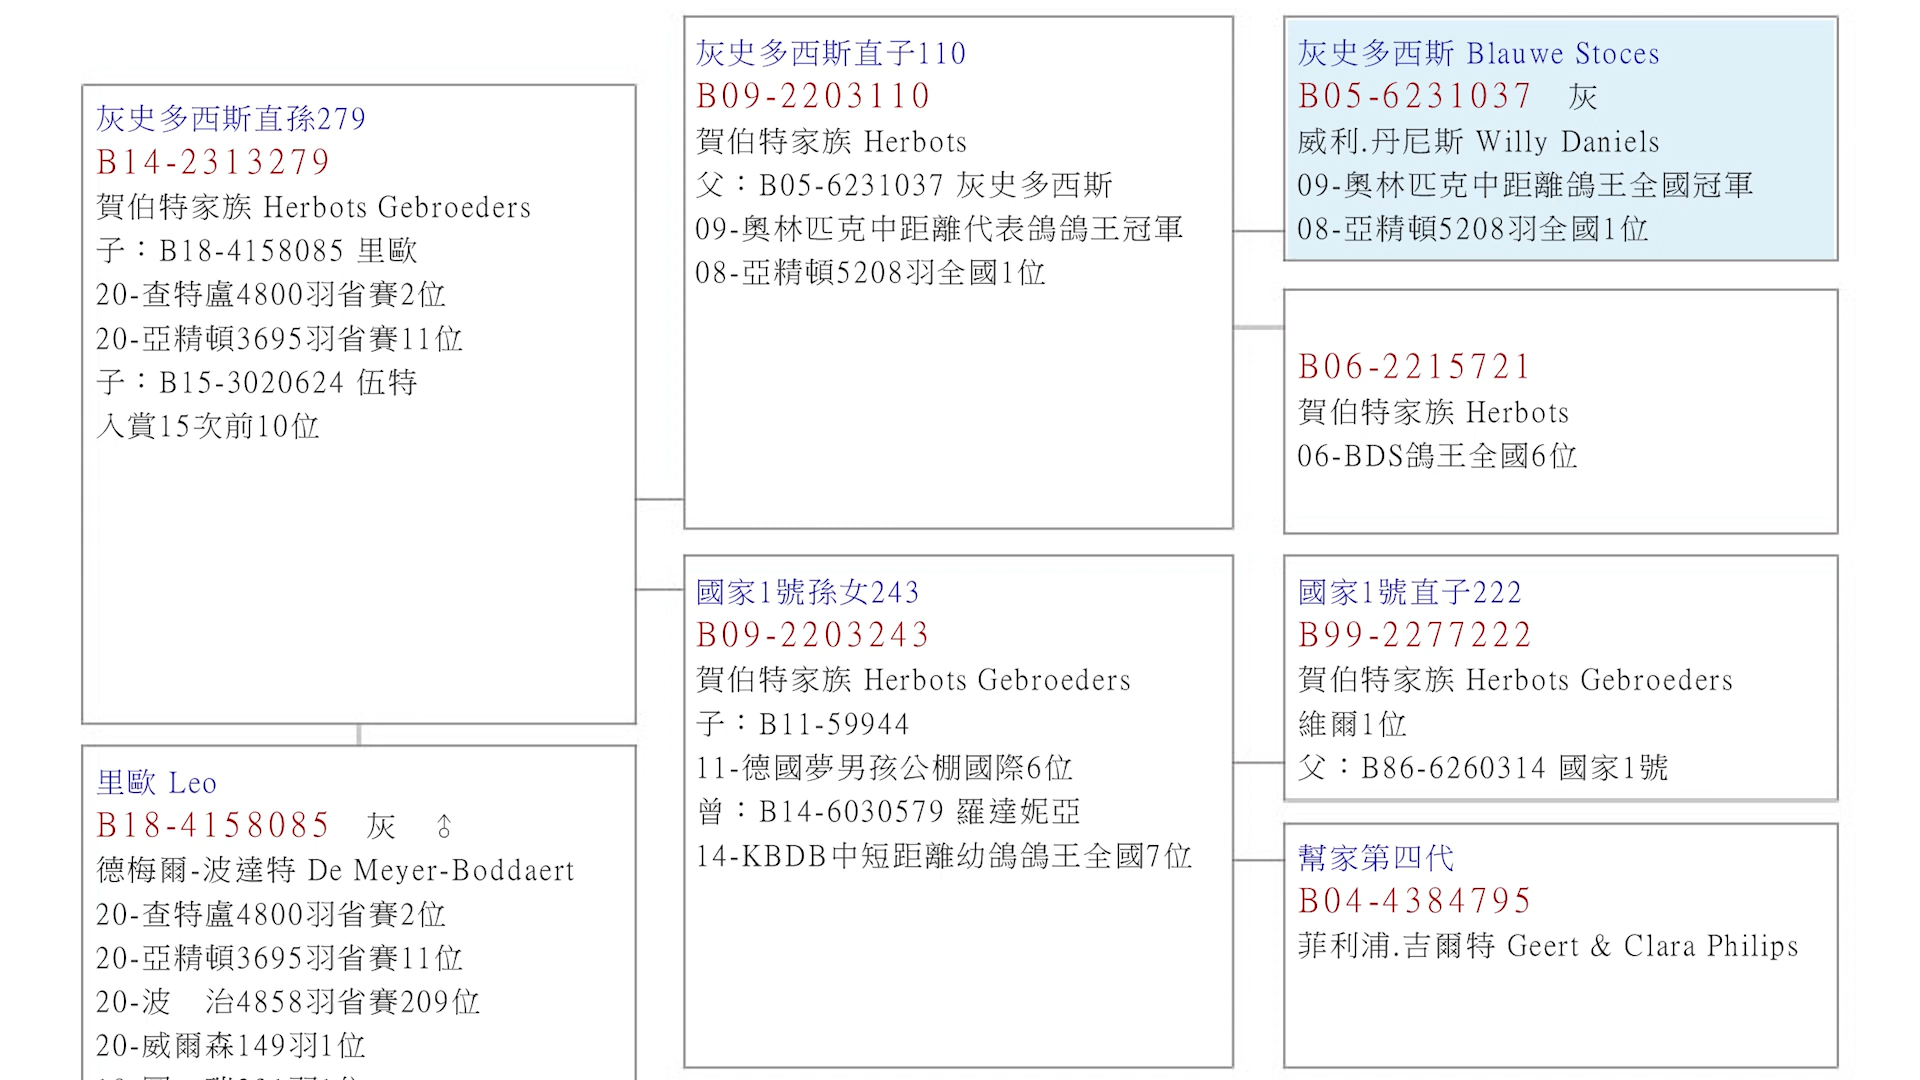 灰史多西斯直孫279
B14-2313279
賀伯特家族 Herbots Gebroeders
子：B18-4158085 里歐
20-查特盧4800羽省賽2位
20-亞精頓3695羽省賽11位
子：B15-3020624 伍特
入賞15次前10位
里歐 Leo
B18-4158085 灰 ♂
德梅爾-波達特 De Meyer-Boddaert
20-查特盧4800羽省賽2位
20-亞精頓3695羽省賽11位
20-波　治4858羽省賽209位
20-威爾森149羽1位
灰史多西斯直子110
B09-2203110
賀伯特家族 Herbots
父：B05-6231037 灰史多西斯
09-奧林匹克中距離代表鴿鴿王冠軍
08-亞精頓5208羽全國1位
國家1號孫女243
B09-2203243
賀伯特家族 Herbots Gebroeders
子：B11-59944
11-德國夢男孩公棚國際6位
曾：B14-6030579 羅達妮亞
14-KBDB中短距離幼鴿鴿王全國7位
灰史多西斯 Blauwe Stoces
B05-6231037 灰
威利.丹尼斯 Willy Daniels
09-奧林匹克中距離鴿王全國冠軍
08-亞精頓5208羽全國1位
B06-2215721
賀伯特家族 Herbots
06-BDS鴿王全國6位
國家1號直子222
B99-2277222
賀伯特家族 Herbots Gebroeders
維爾1位
父：B86-6260314 國家1號
幫家第四代
B04-4384795
菲利浦.吉爾特 Geert & Clara Philips